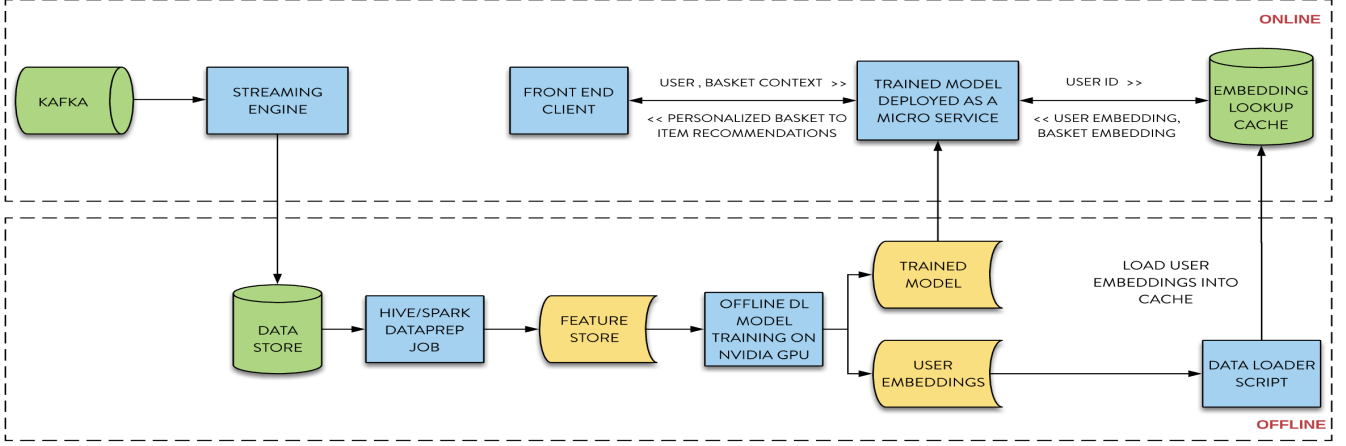 ONLINE
KAFKA
STREAMING
ENGINE
FRONT END
CLIENT
USER , BASKET CONTEXT >>
<< PERSONALIZED BASKET TO
ITEM RECOMMENDATIONS
TRAINED MODEL
DEPLOYED AS A
MICRO SERVICE
USER ID >>
<< USER EMBEDDING,
BASKET EMBEDDING
EMBEDDING
LOOKUP
CACHE
DATA
STORE
HIVE/SPARK
DATAPREP
JOB
FEATURE
STORE
OFFLINE DL
MODEL
TRAINING ON
NVIDIA GPU
TRAINED
MODEL
USER
EMBEDDINGS
LOAD USER
EMBEDDINGS INTO
CACHE
DATA LOADER
SCRIPT
OFFLINE